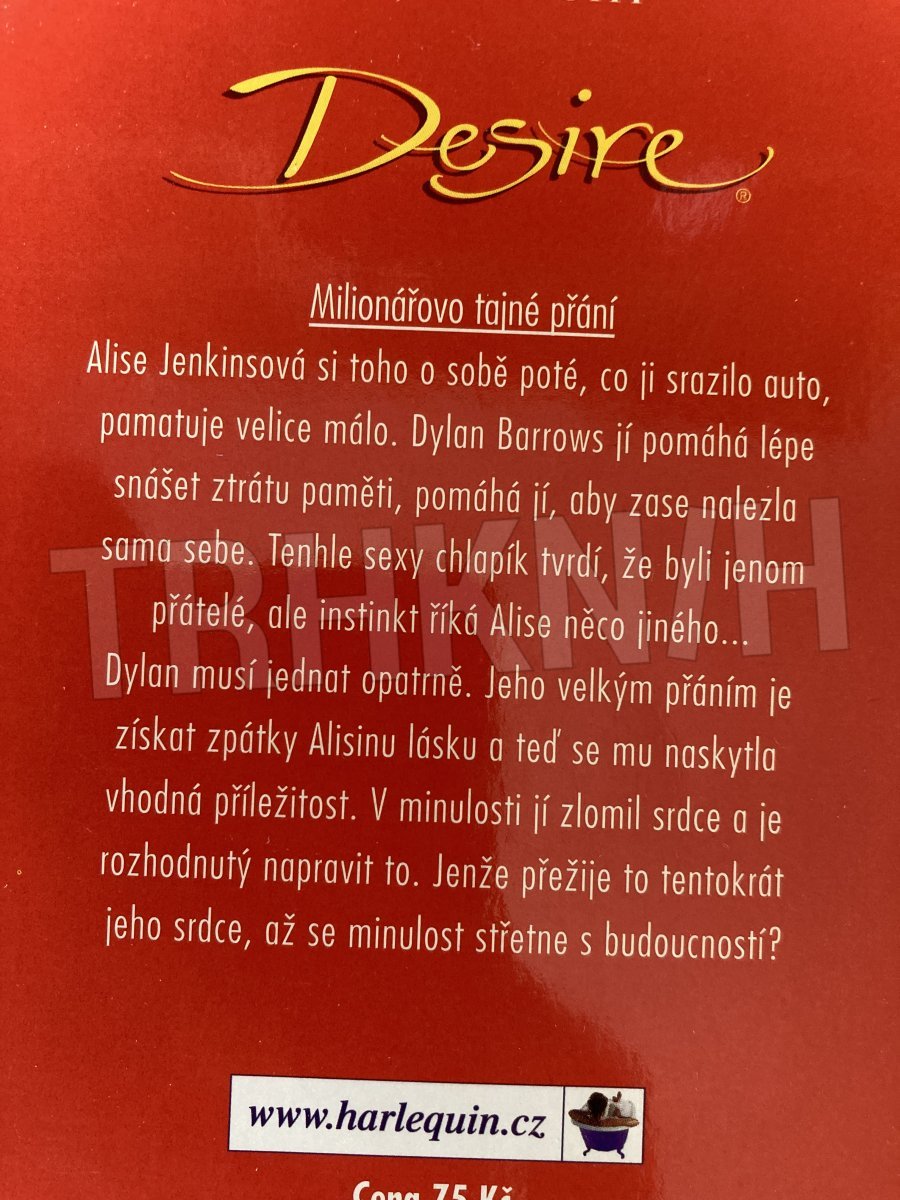 Desire
®
Milionářovo tajné přání
Alise Jenkinsová si toho o sobě poté, co ji srazilo auto,
pamatuje velice málo. Dylan Barrows jí pomáhá lépe
snášet ztrátu paměti, pomáhá jí, aby zase nalezla
sama sebe. Tenhle sexy chlapík tvrdí, že byli jenom
přátelé, ale instinkt říká Alise něco jiného...
Dylan musí jednat opatrně. Jeho velkým přáním je
získat zpátky Alisinu lásku a teď se mu naskytla
vhodná příležitost. V minulosti jí zlomil srdce a je
rozhodnutý napravit to. Jenže přežije to tentokrát
jeho srdce, až se minulost střetne s budoucností?
TBHKN/H
www.harlequin.cz
Cena 75 Kč